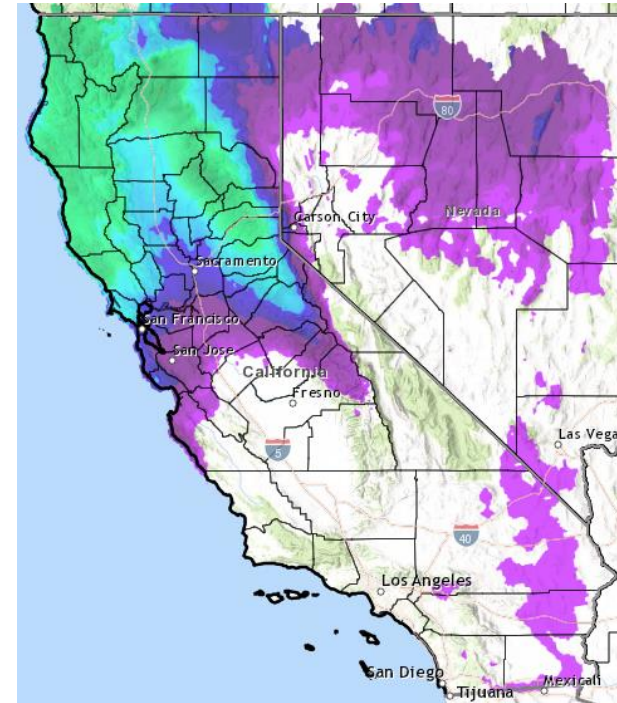 80
Carson City
Nevada
Sacramento
San Francisco
San Jose
California
Fresno
Las Vega
5
40
Los Angeles
San Diego
Mexicali
Tijuana